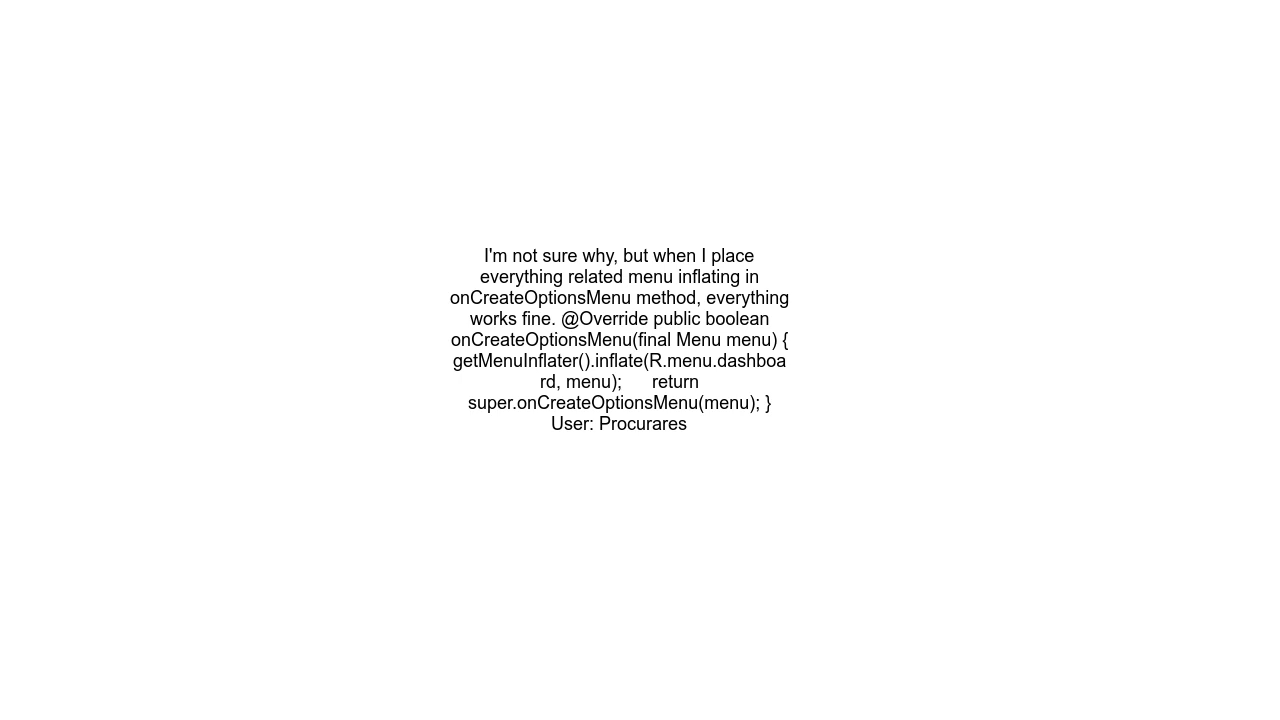 I'm not sure why, but when I place
everything related menu inflating in
onCreateOptionsMenu method, everything
works fine. @Override public boolean
onCreateOptionsMenu(final Menu menu) {
getMenuInflater().inflate(R.menu.dashboa
rd, menu);      return
super.onCreateOptionsMenu(menu); }
User: Procurares